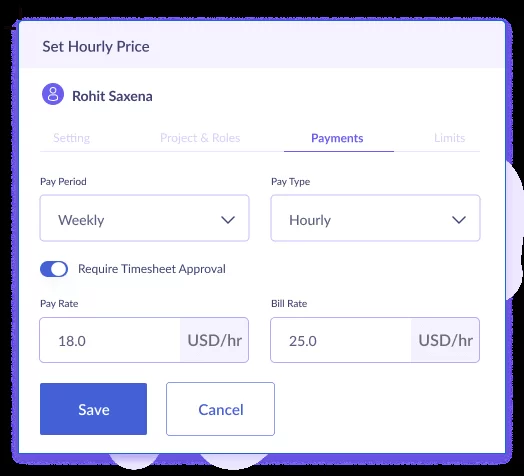 Set Hourly Price
Rohit Saxena
Setting Project & Roles Payments Limits
Pay Period Pay Type
Weekly Hourly
Require Timesheet Approval
Pay Rate Bill Rate
18.0 USD/hr 25.0 USD/hr
Save Cancel